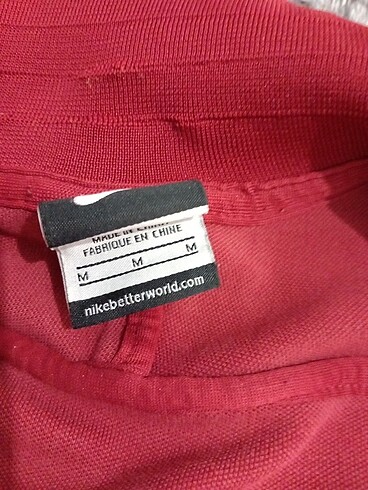 MADE IN CHINA
FABRIQUE EN CHINE
M M M
nikebetterworld.com